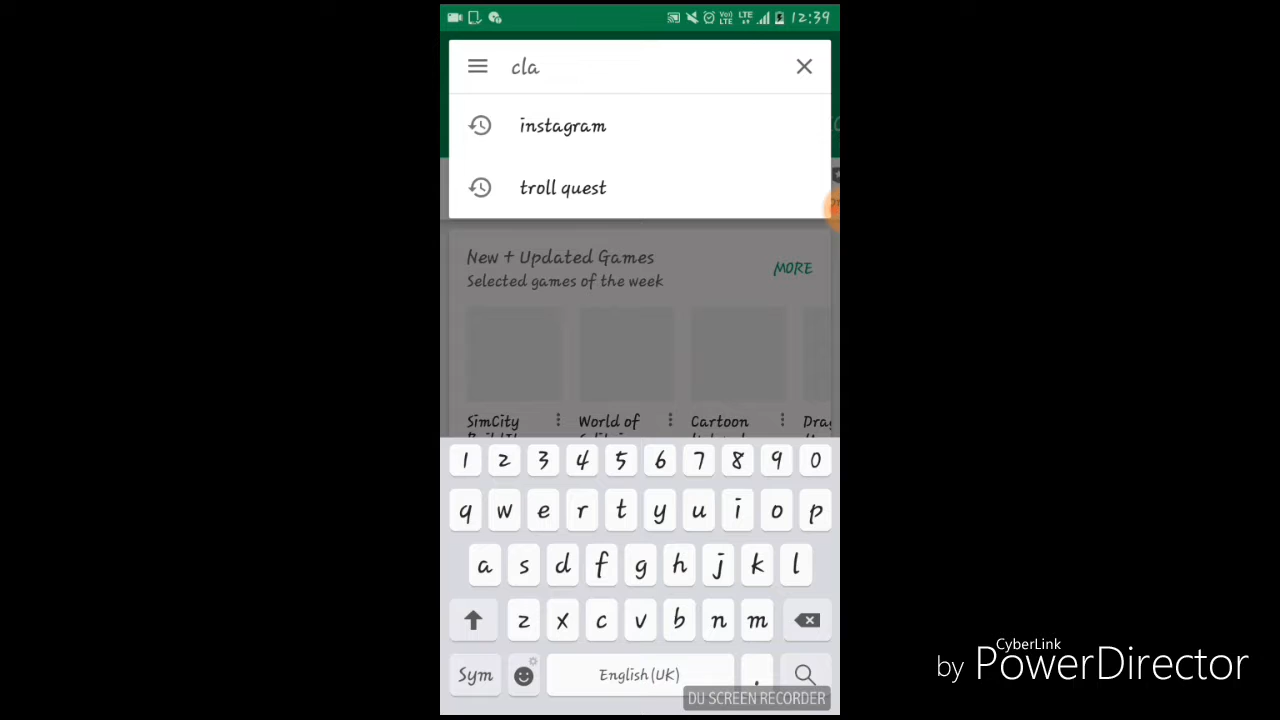 12:39
cla
instagram
troll quest
New + Updated Games
MORE
Selected games of the week
SimCity
World of
Cartoon
1 2 3 4 5 6 7 8 9 0
q w e r t y u i o p
a s d f g h j k l
z x c v b n m
Sym English (UK) .
DU SCREEN RECORDER
CyberLink
by PowerDirector